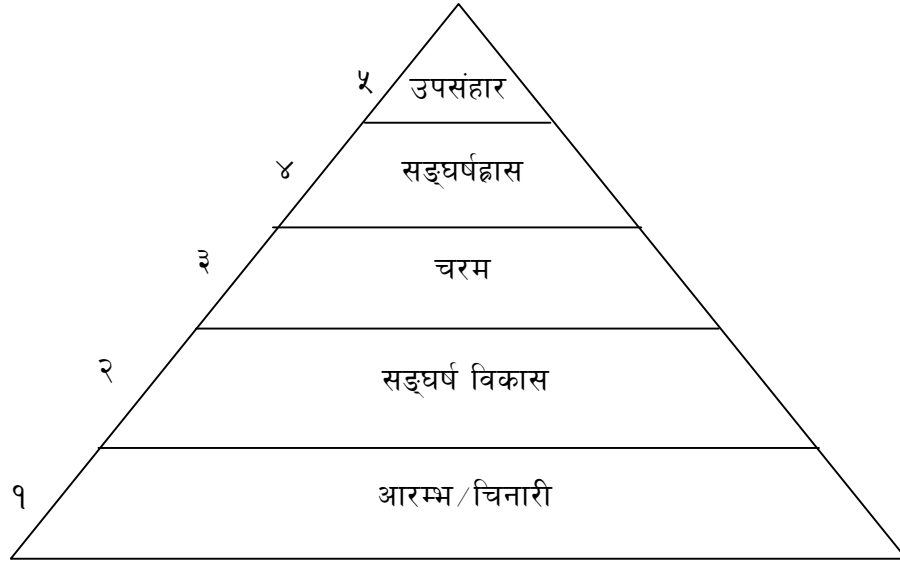 ५ उपसंहार
४ सङ्घर्षह्रास
३ चरम
२ सङ्घर्ष विकास
१ आरम्भ/चिनारी